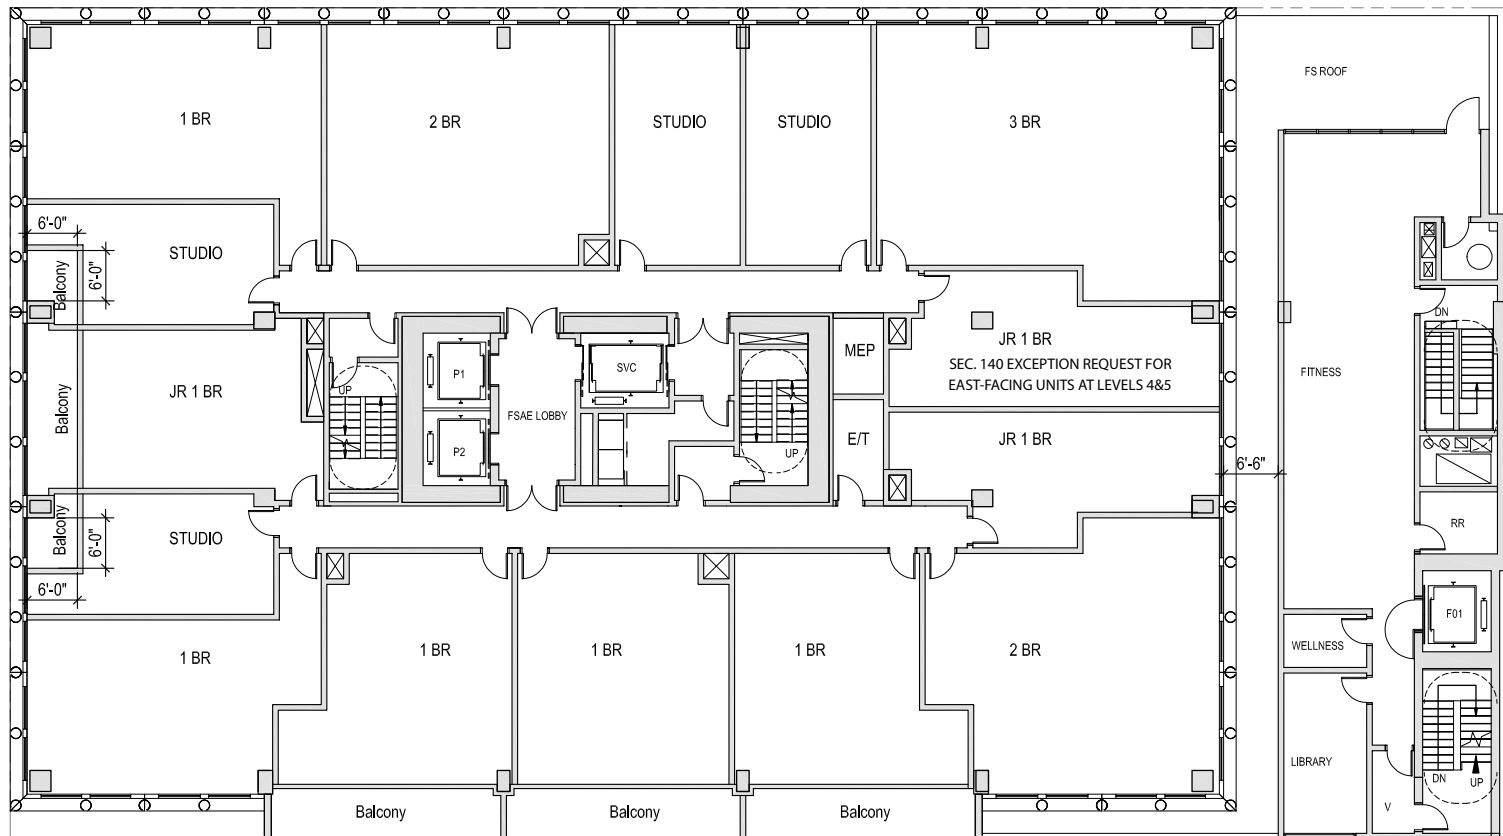 FS ROOF
1 BR
2 BR
STUDIO
STUDIO
3 BR
6'-0"
STUDIO
Balcony
6'-0"
DN
MEP
JR 1 BR
SEC. 140 EXCEPTION REQUEST FOR
EAST-FACING UNITS AT LEVELS 4&5
P1
SVC
FITNESS
Balcony
JR 1 BR
UP
FSAE LOBBY
E/T
JR 1 BR
P2
UP
6'-6"
Balcony
6'-0"
STUDIO
RR
6'-0"
F01
1 BR
1 BR
1 BR
1 BR
2 BR
WELLNESS
LIBRARY
DN
UP
V
Balcony
Balcony
Balcony